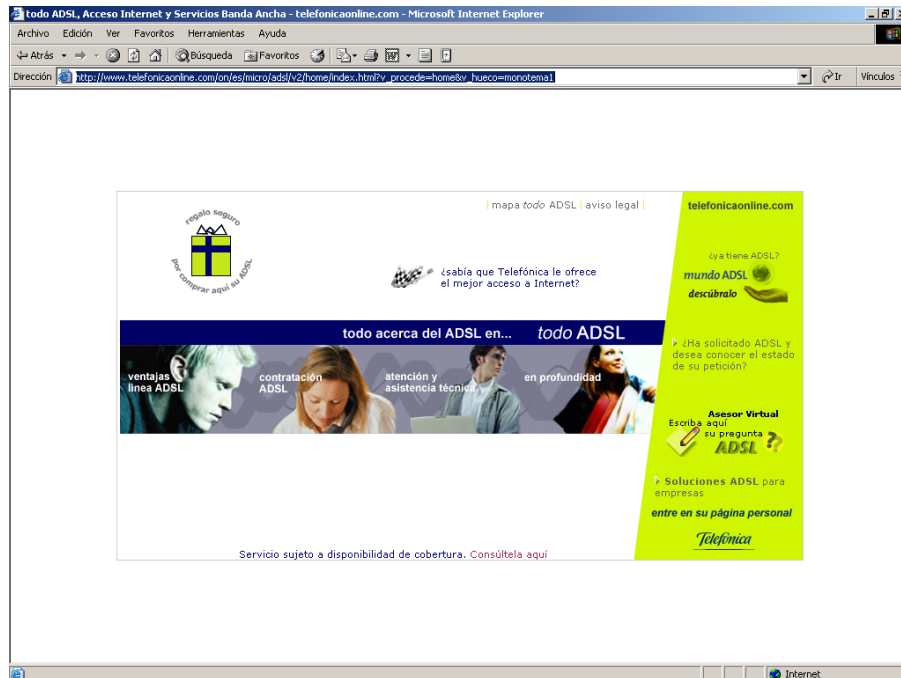 todo ADSL, Acceso Internet y Servicios Banda Ancha - telefonicaonline.com - Microsoft Internet Explorer
Archivo Edición Ver Favoritos Herramientas Ayuda
Atrás Búsqueda Favoritos
Dirección http://www.telefonicaonline.com/on/es/micro/adsl/v2/home/index.html?v_procede=home&v_hueco=monotema1 Ir Vínculos
regalo seguro
por comprar aquí su ADSL
| mapa todo ADSL | aviso legal |
telefonicaonline.com
¿sabía que Telefónica le ofrece
el mejor acceso a Internet?
¿ya tiene ADSL?
mundo ADSL
descúbralo
todo acerca del ADSL en... todo ADSL
ventajas
linea ADSL
contratación
ADSL
atención y
asistencia técnica
en profundidad
¿Ha solicitado ADSL y
desea conocer el estado
de su petición?
Asesor Virtual
Escriba aquí
su pregunta
ADSL ??
Soluciones ADSL para
empresas
entre en su página personal
Telefónica
Servicio sujeto a disponibilidad de cobertura. Consúltela aquí
Internet